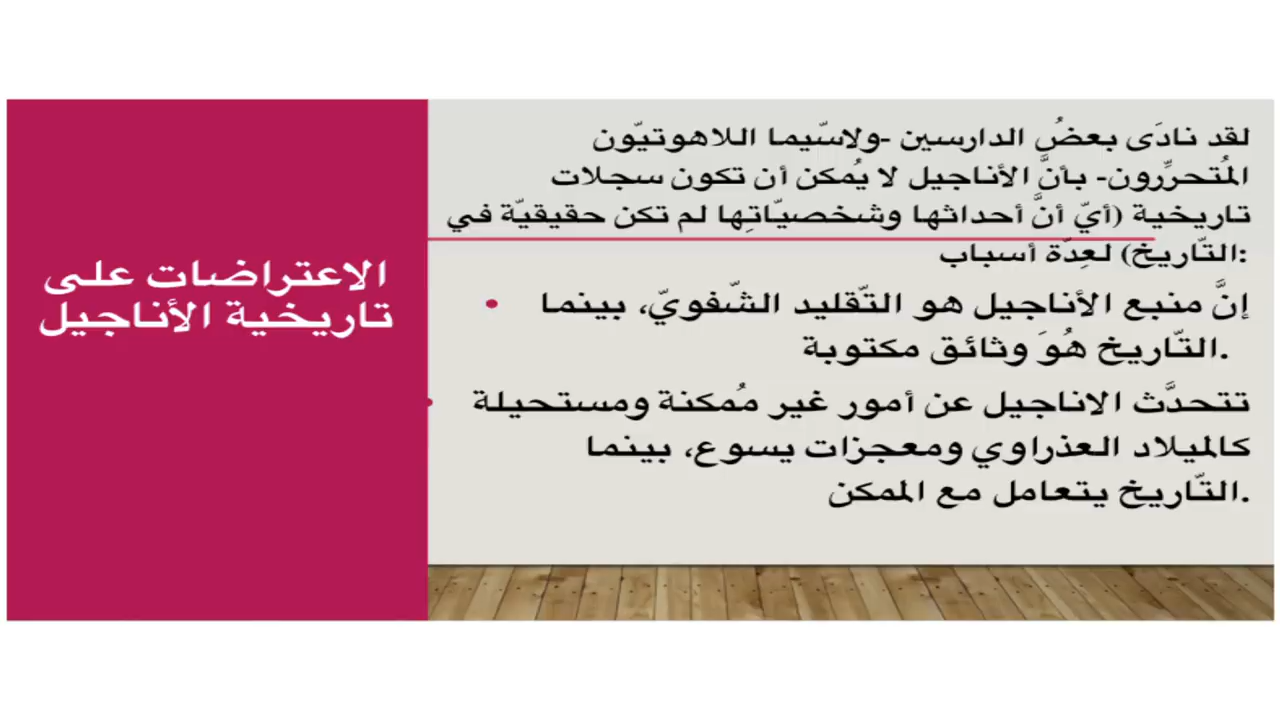 الاعتراضات على
تاريخية الأناجيل
لقد نادَى بعضُ الدارسين -ولاسّيما اللاهوتيّون
المُتحرِّرون- بأنَّ الأناجيل لا يُمكن أن تكون سجلات
تاريخية (أيّ أنَّ أحداثها وشخصيّاتِها لم تكن حقيقيّة في
التّاريخ) لعِدّة أسباب:
• إنَّ منبع الأناجيل هو التّقليد الشّفويّ، بينما
التّاريخ هُوَ وثائق مكتوبة.
• تتحدَّث الاناجيل عن أمور غير مُمكنة ومستحيلة
كالميلاد العذراوي ومعجزات يسوع، بينما
التّاريخ يتعامل مع الممكن.